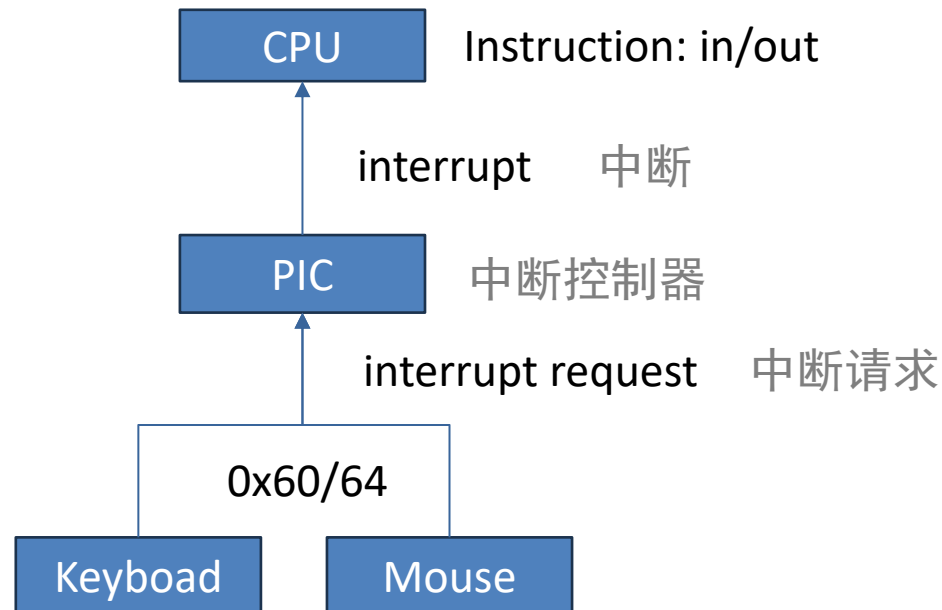 CPU Instruction: in/out
interrupt 中断
PIC 中断控制器
interrupt request 中断请求
0x60/64
Keyboad Mouse